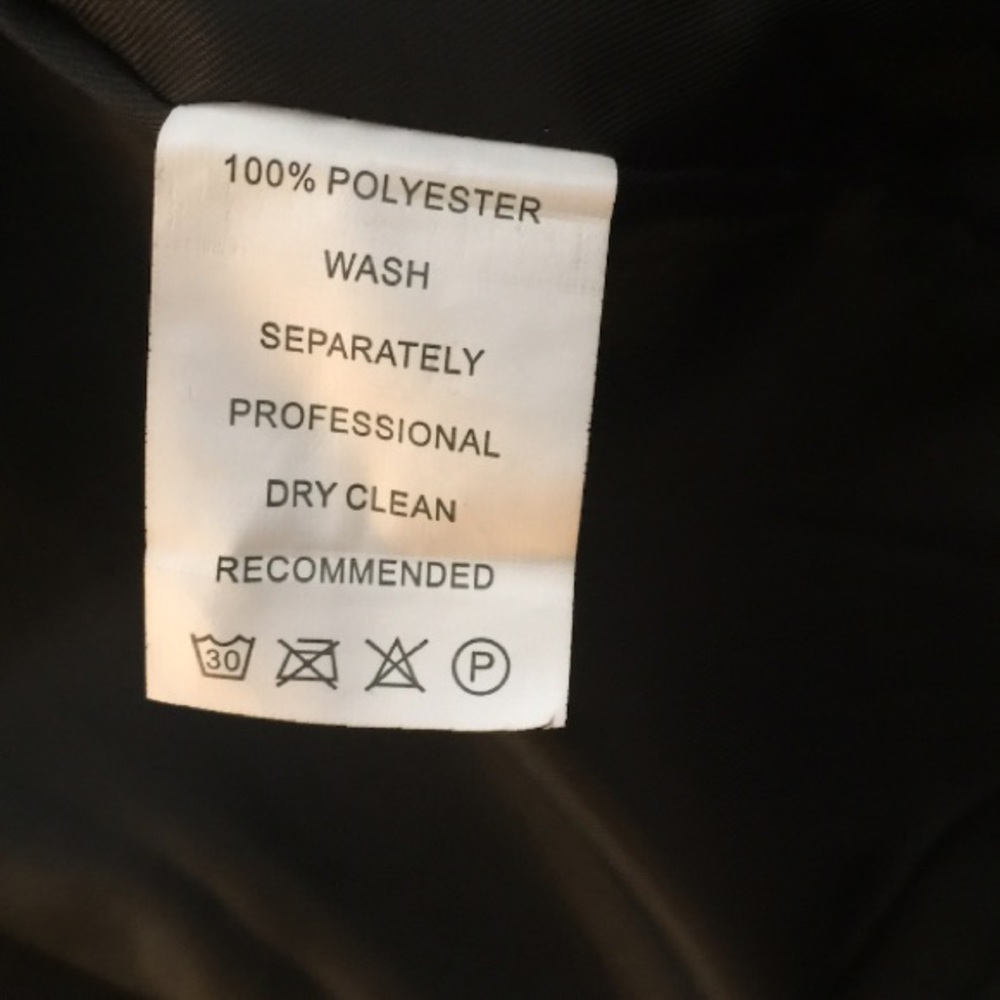 100% POLYESTER
WASH
SEPARATELY
PROFESSIONAL
DRY CLEAN
RECOMMENDED
30 P